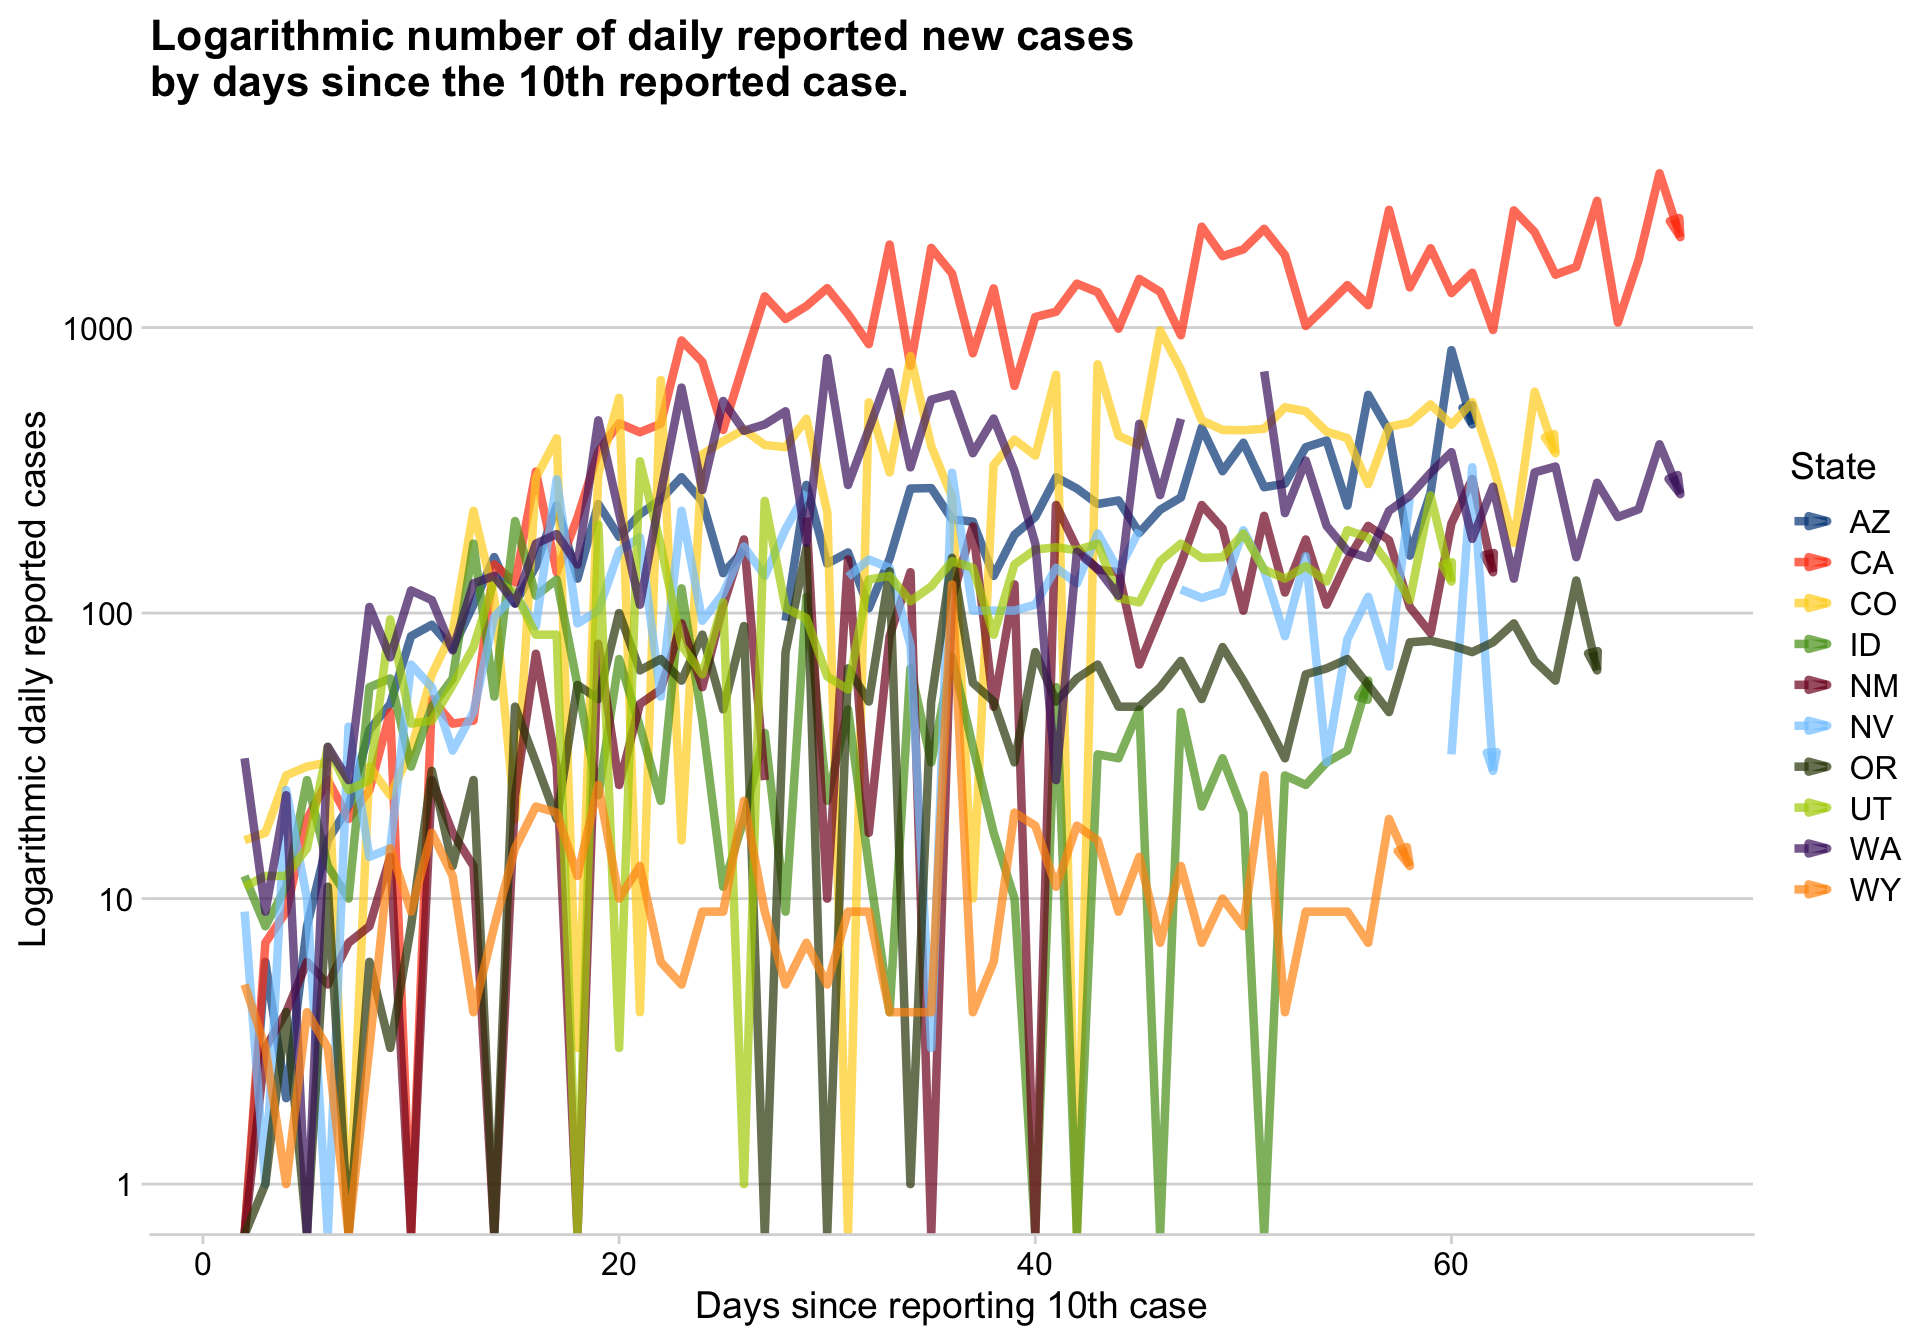 Logarithmic number of daily reported new cases
by days since the 10th reported case.
Logarithmic daily reported cases
1000
100
10
1
0
20
40
60
Days since reporting 10th case
State
AZ
CA
CO
ID
NM
NV
OR
UT
WA
WY